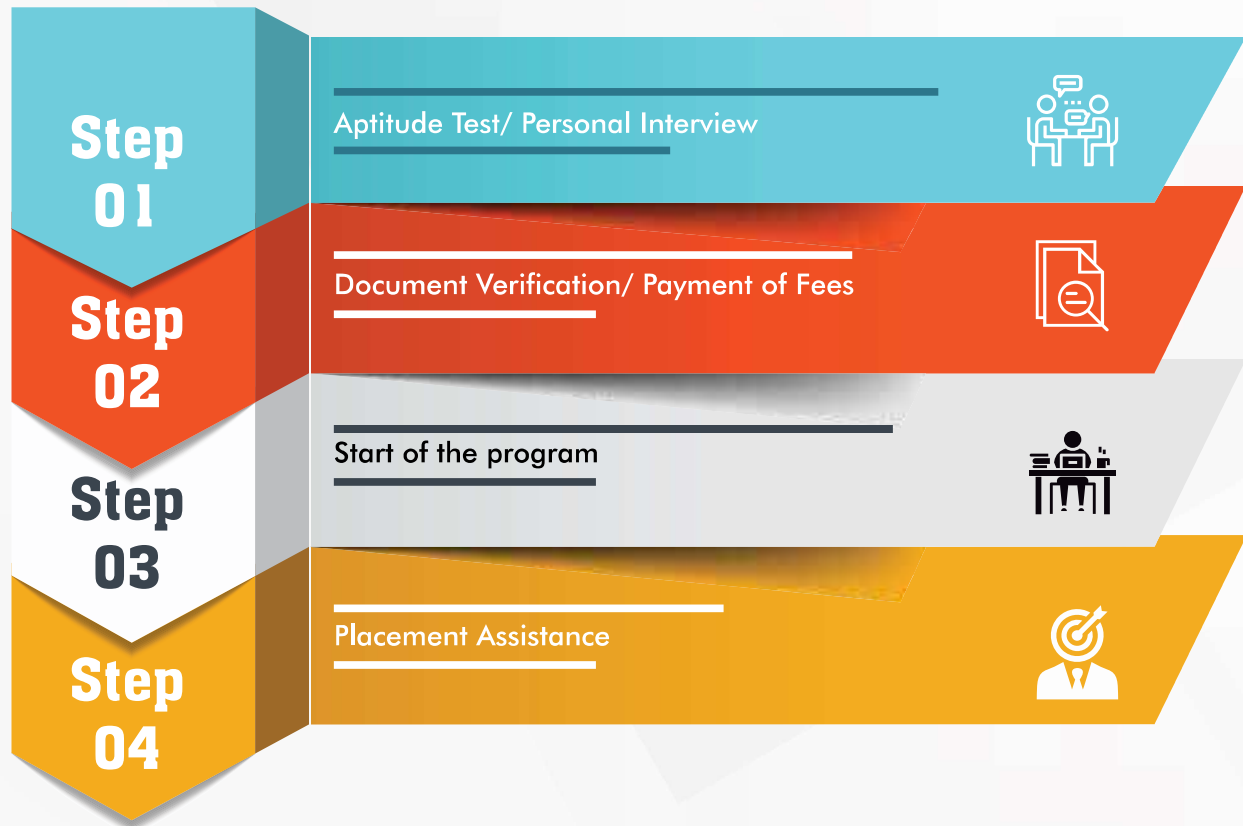 Step
01
Aptitude Test/ Personal Interview
Step
02
Document Verification/ Payment of Fees
Step
03
Start of the program
Step
04
Placement Assistance